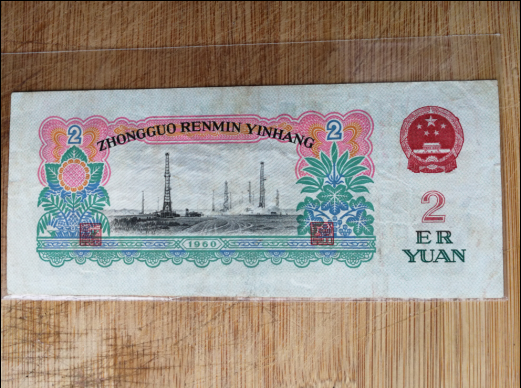 2 2
ZHONGGUO RENMIN YINHANG
1960
2
ER
YUAN